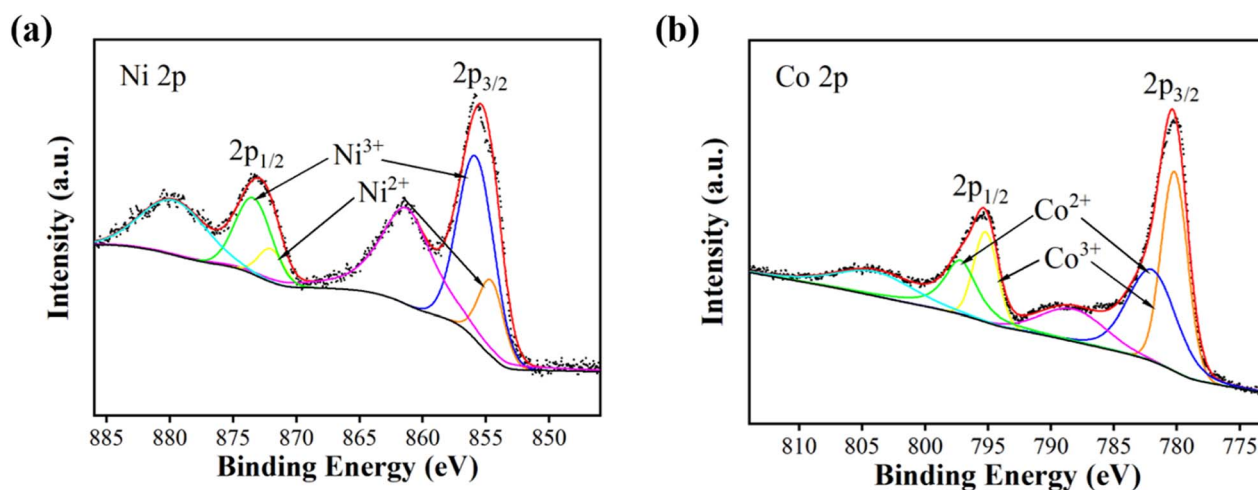 (a)
Ni 2p
2p3/2
2p1/2
Ni3+
Ni2+
Intensity (a.u.)
885 880 875 870 865 860 855 850
Binding Energy (eV)
(b)
Co 2p
2p3/2
2p1/2
Co2+
Co3+
Intensity (a.u.)
810 805 800 795 790 785 780 775
Binding Energy (eV)